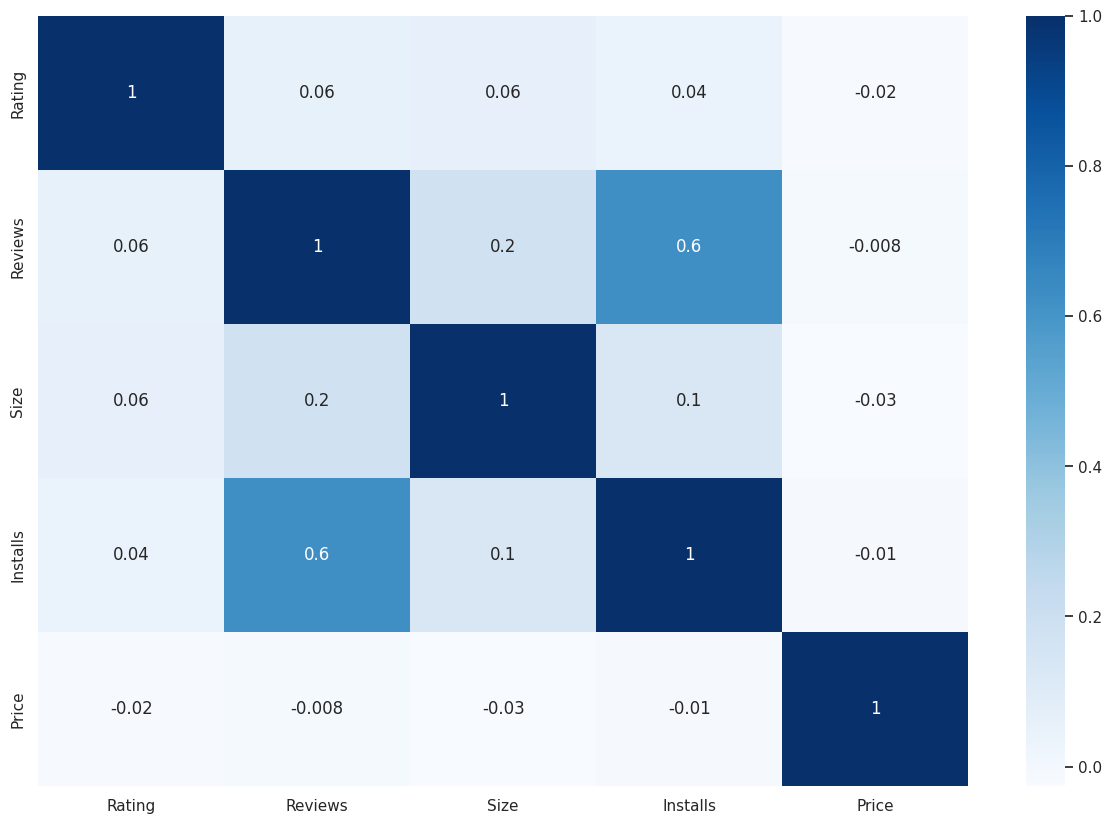 1.0
Rating 1 0.06 0.06 0.04 -0.02
0.8
Reviews 0.06 1 0.2 0.6 -0.008
0.6
Size 0.06 0.2 1 0.1 -0.03
0.4
Installs 0.04 0.6 0.1 1 -0.01
0.2
Price -0.02 -0.008 -0.03 -0.01 1
0.0
Rating Reviews Size Installs Price